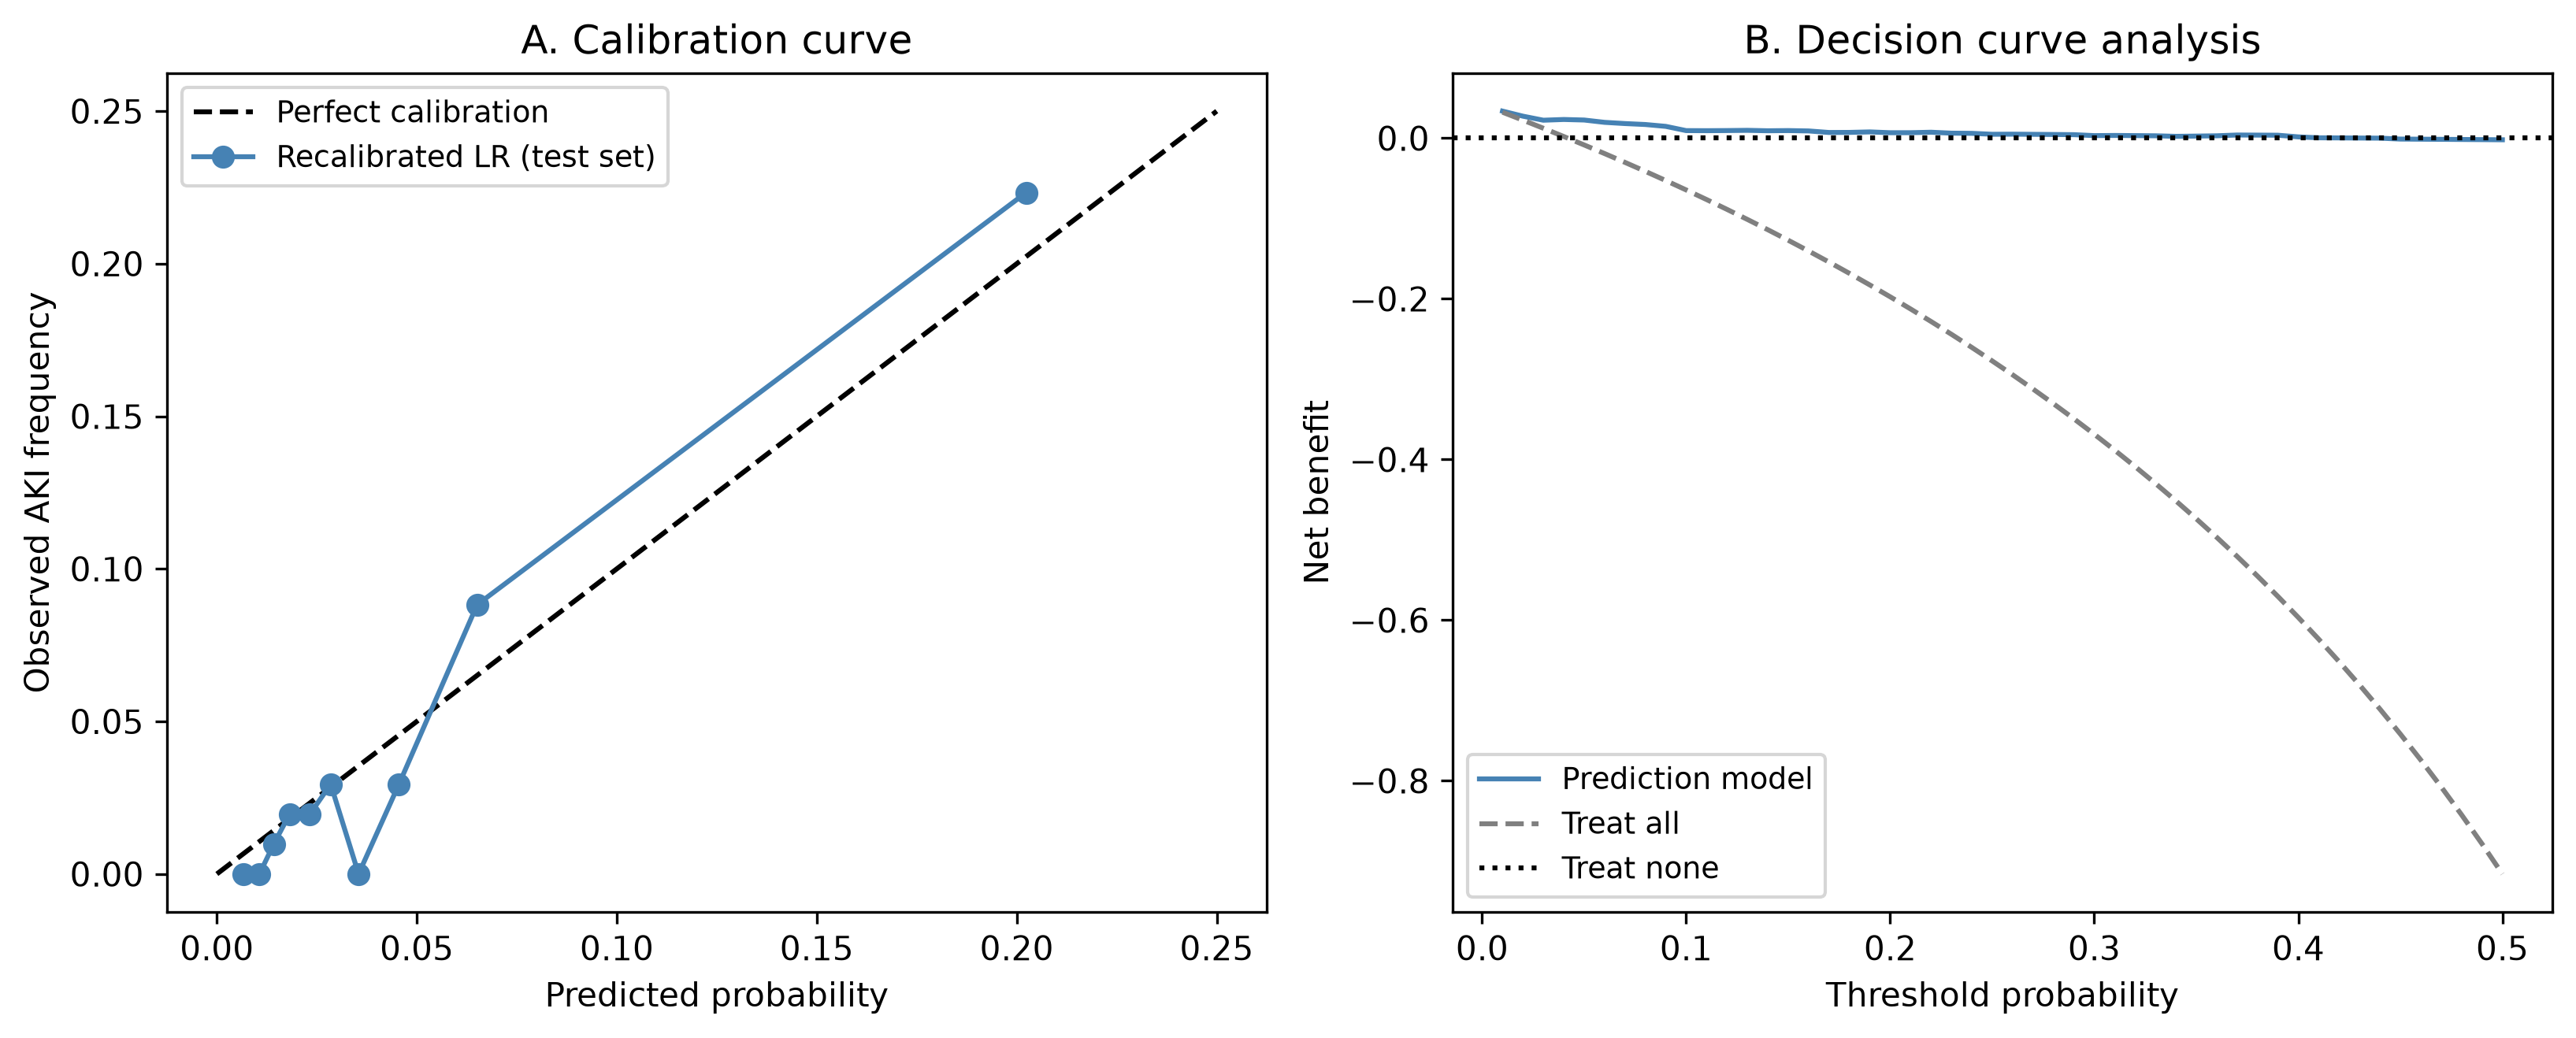 A. Calibration curve
Perfect calibration
Recalibrated LR (test set)
Observed AKI frequency
0.25
0.20
0.15
0.10
0.05
0.00
0.00 0.05 0.10 0.15 0.20 0.25
Predicted probability
B. Decision curve analysis
Net benefit
0.0
−0.2
−0.4
−0.6
−0.8
Prediction model
Treat all
Treat none
0.0 0.1 0.2 0.3 0.4 0.5
Threshold probability